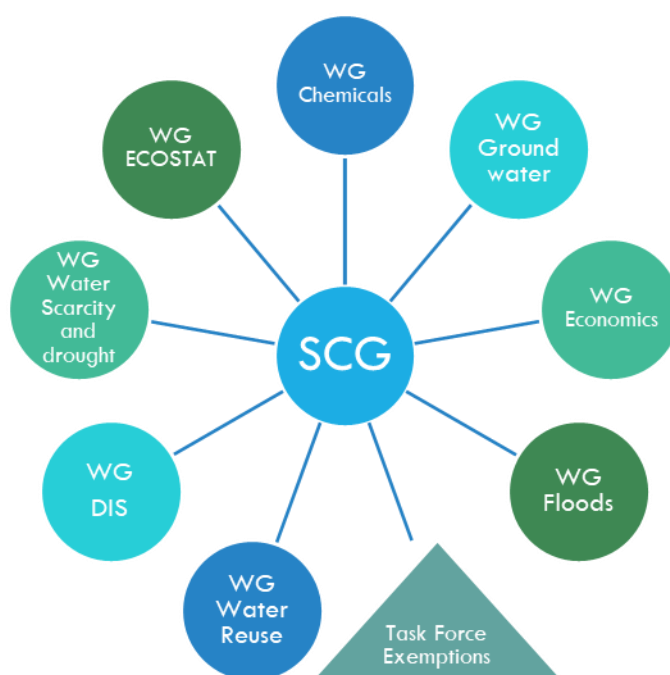 WG
Chemicals
WG
Ground
water
WG
Economics
WG
Floods
Task Force
Exemptions
WG
Water
Reuse
WG
DIS
WG
Water
Scarcity
and
drought
WG
ECOSTAT
SCG